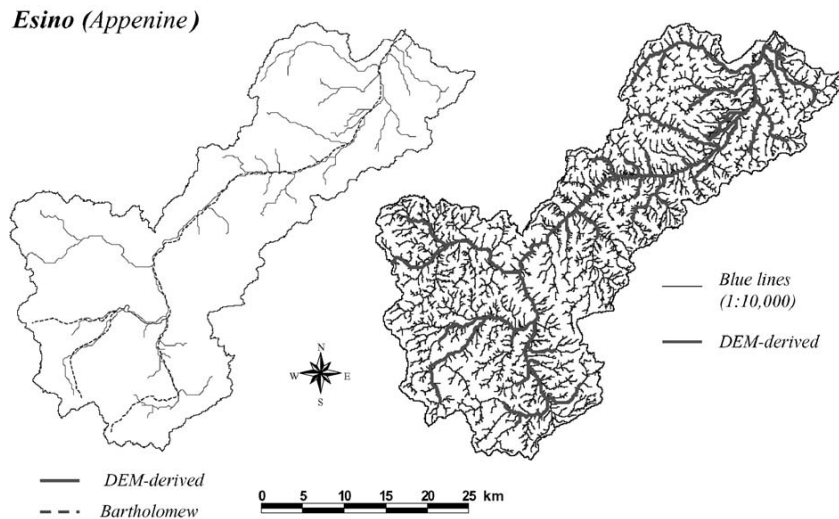 Esino (Appenine)
Blue lines
(1:10,000)
DEM-derived
N
W E
S
DEM-derived
Bartholomew
0 5 10 15 20 25 km